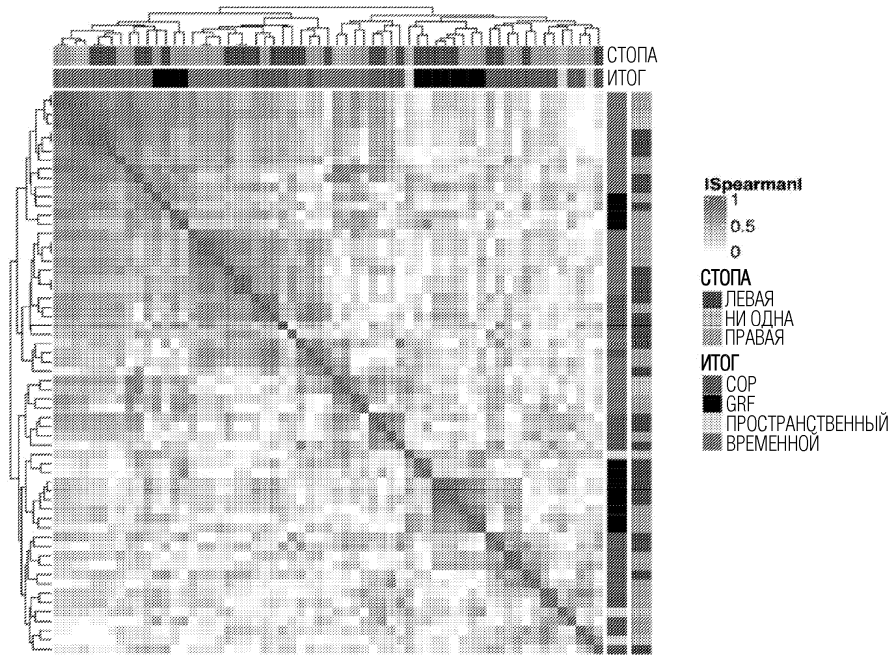 СТОПА
ИТОГ
|Spearman|
1
0.5
0
СТОПА
ЛЕВАЯ
НИ ОДНА
ПРАВАЯ
ИТОГ
COP
GRF
ПРОСТРАНСТВЕННЫЙ
ВРЕМЕННОЙ